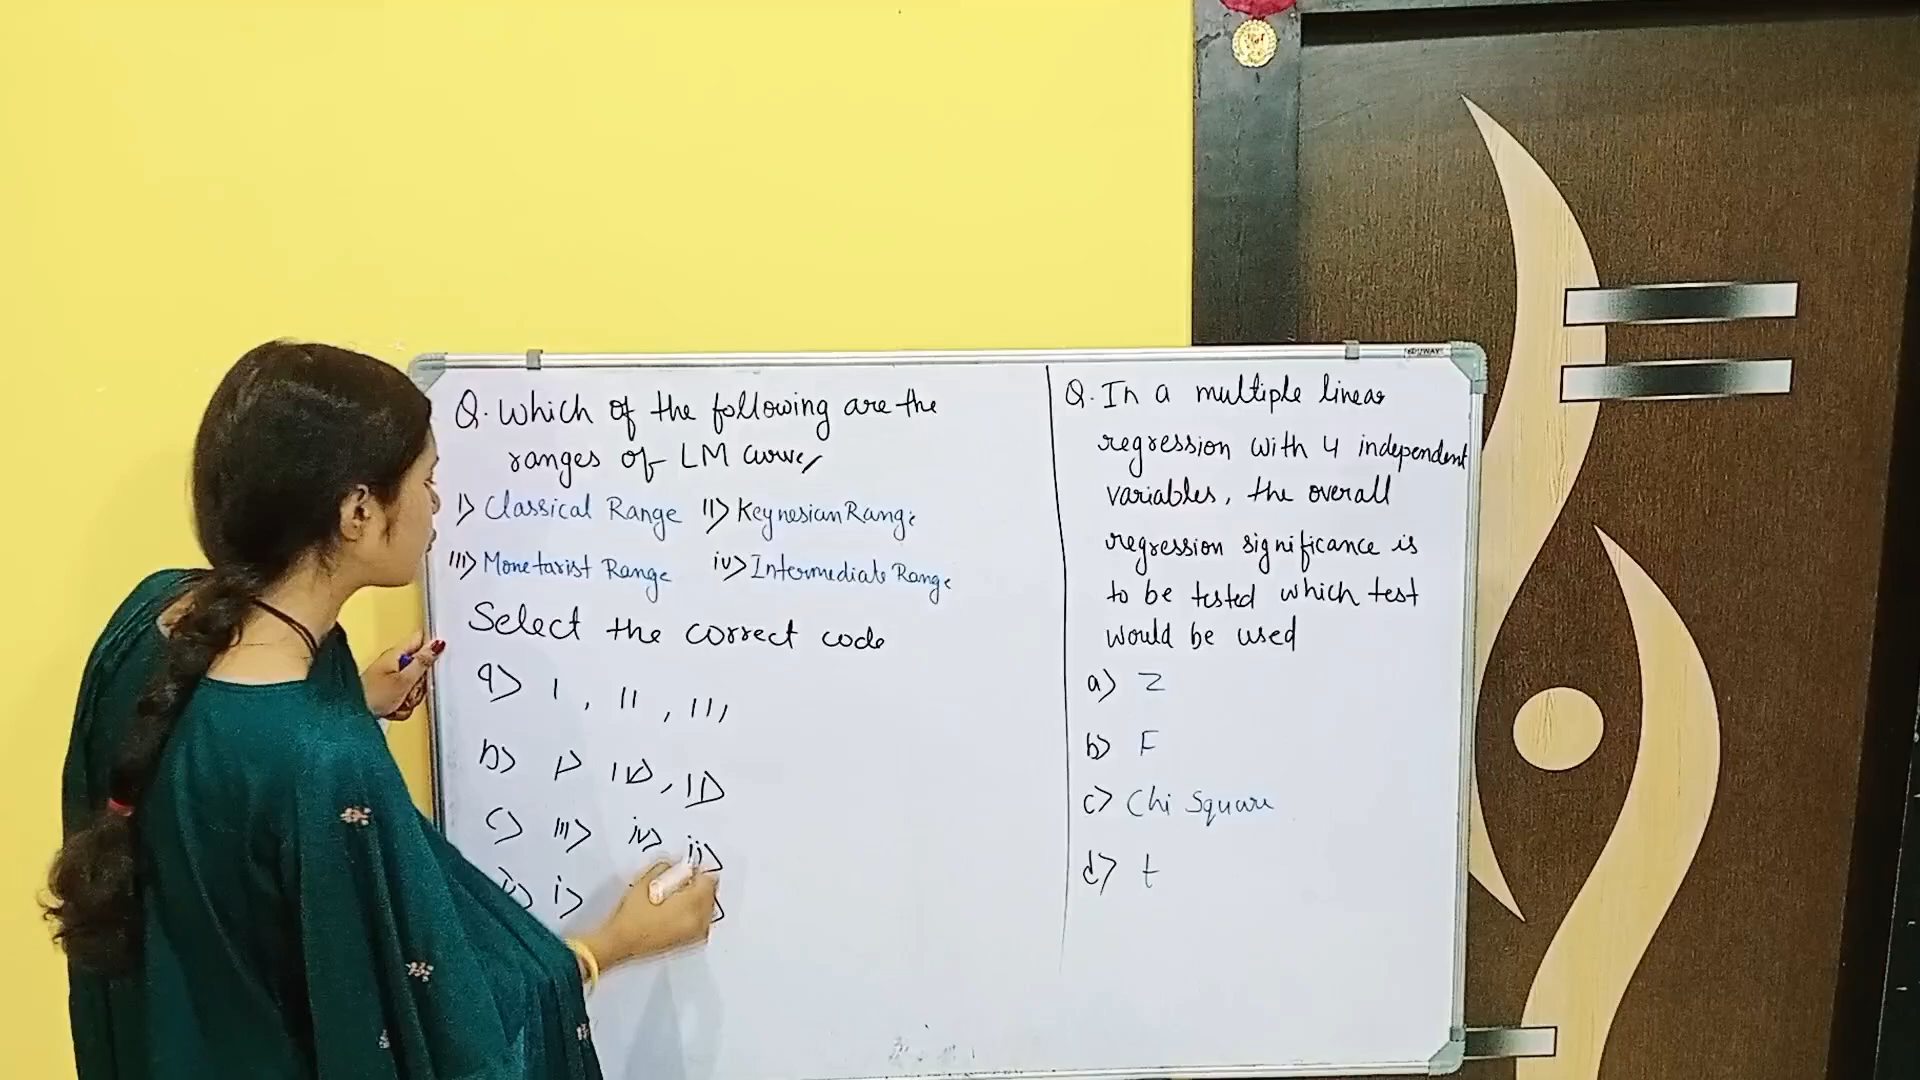 EDUWAY
Q. Which of the following are the
ranges of LM curve
I) Classical Range II) Keynesian Range
III) Monetarist Range iv) Intermediate Range
Select the correct code
a) I, II, III
b) I) IV), II)
c) III) iv) ii)
i)
Q. In a multiple linear
regression with 4 independent
variables, the overall
regression significance is
to be tested which test
would be used
a) Z
b) F
c) Chi Square
d) t